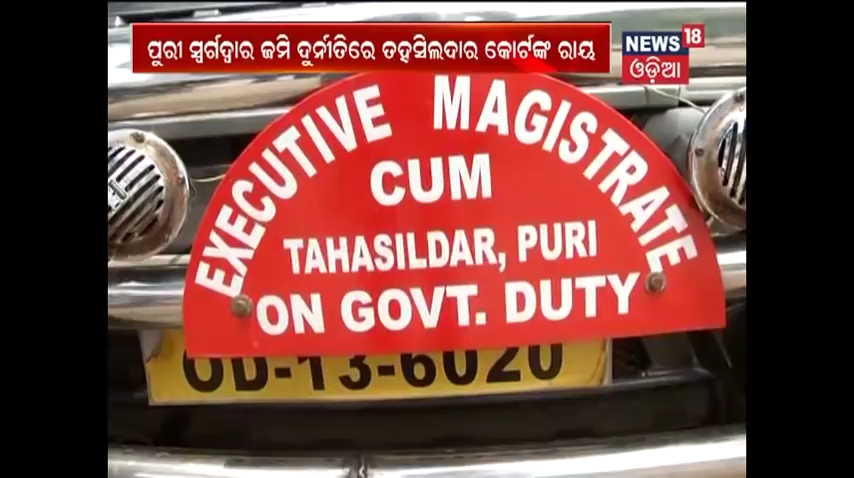 ପୁରୀ ସ୍ୱର୍ଗଦ୍ୱାର ଜମି ଦୁର୍ନୀତିରେ ତହସିଲଦାର କୋର୍ଟଙ୍କ ରାୟ
NEWS 18
ଓଡ଼ିଆ
EXECUTIVE MAGISTRATE
CUM
TAHASILDAR, PURI
ON GOVT. DUTY
OD-13-6020